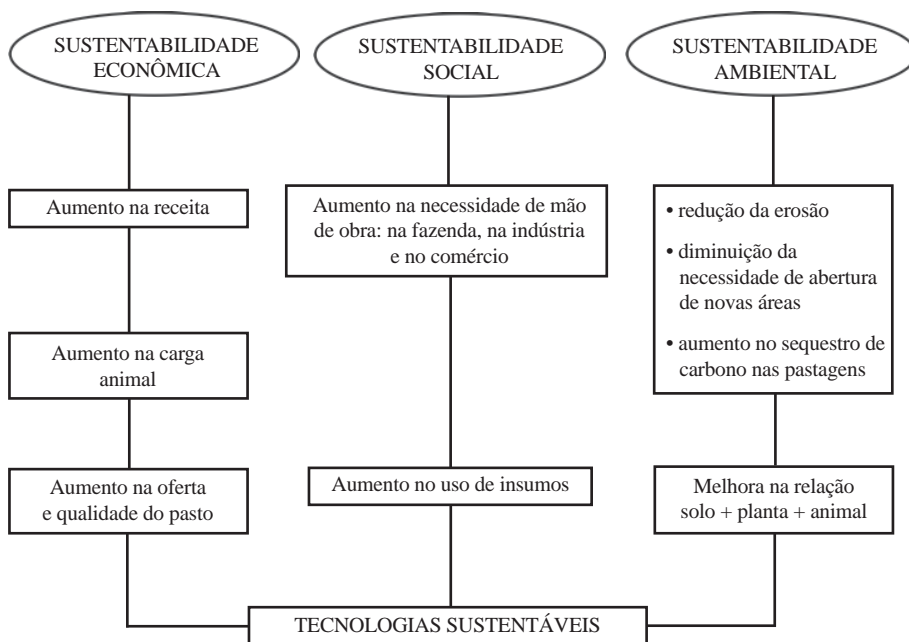 SUSTENTABILIDADE
ECONÔMICA
SUSTENTABILIDADE
SOCIAL
SUSTENTABILIDADE
AMBIENTAL
Aumento na receita
Aumento na necessidade de mão
de obra: na fazenda, na indústria
e no comércio
• redução da erosão
• diminuição da
necessidade de abertura
de novas áreas
• aumento no sequestro de
carbono nas pastagens
Aumento na carga
animal
Aumento na oferta
e qualidade do pasto
Aumento no uso de insumos
Melhora na relação
solo + planta + animal
TECNOLOGIAS SUSTENTÁVEIS